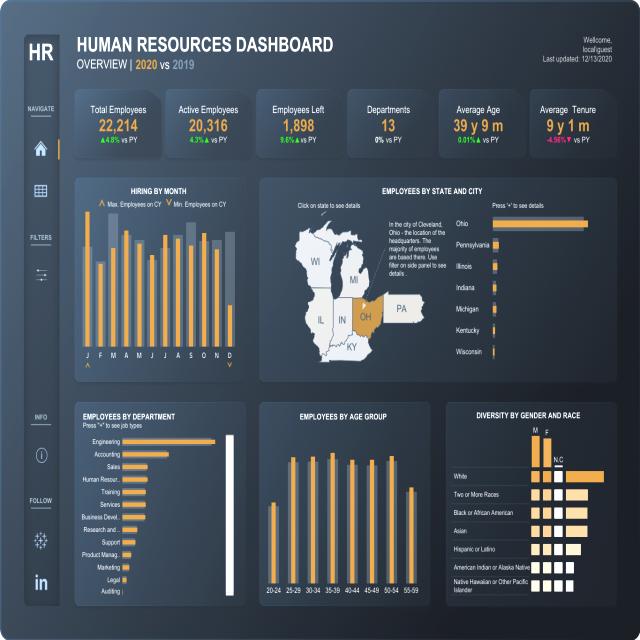 HR
HUMAN RESOURCES DASHBOARD
OVERVIEW | 2020 vs 2019
Wellcome,
local\guest
Last updated: 12/13/2020
NAVIGATE
FILTERS
INFO
FOLLOW
in
Total Employees
22,214
▲4.8% vs PY
Active Employees
20,316
4.3%▲ vs PY
Employees Left
1,898
9.6%▲ vs PY
Departments
13
0% vs PY
Average Age
39 y 9 m
0.01%▲ vs PY
Average Tenure
9 y 1 m
-4.56%▼ vs PY
HIRING BY MONTH
Max. Employees on CY
Min. Employees on CY
J F M A M J J A S O N D
EMPLOYEES BY STATE AND CITY
Click on state to see details
In the city of Cleveland,
Ohio - the location of the
headquarters. The
majority of employees
are based there. Use
filter on side panel to see
details .
WI
MI
IL
IN
OH
PA
KY
Press '+' to see details
Ohio
Pennsylvania
Illinois
Indiana
Michigan
Kentucky
Wisconsin
EMPLOYEES BY DEPARTMENT
Press "+" to see job types
Engineering
Accounting
Sales
Human Resour..
Training
Services
Business Devel..
Research and ..
Support
Product Manag..
Marketing
Legal
Auditing
EMPLOYEES BY AGE GROUP
20-24 25-29 30-34 35-39 40-44 45-49 50-54 55-59
DIVERSITY BY GENDER AND RACE
M F N.C
White
Two or More Races
Black or African American
Asian
Hispanic or Latino
American Indian or Alaska Native
Native Hawaiian or Other Pacific
Islander